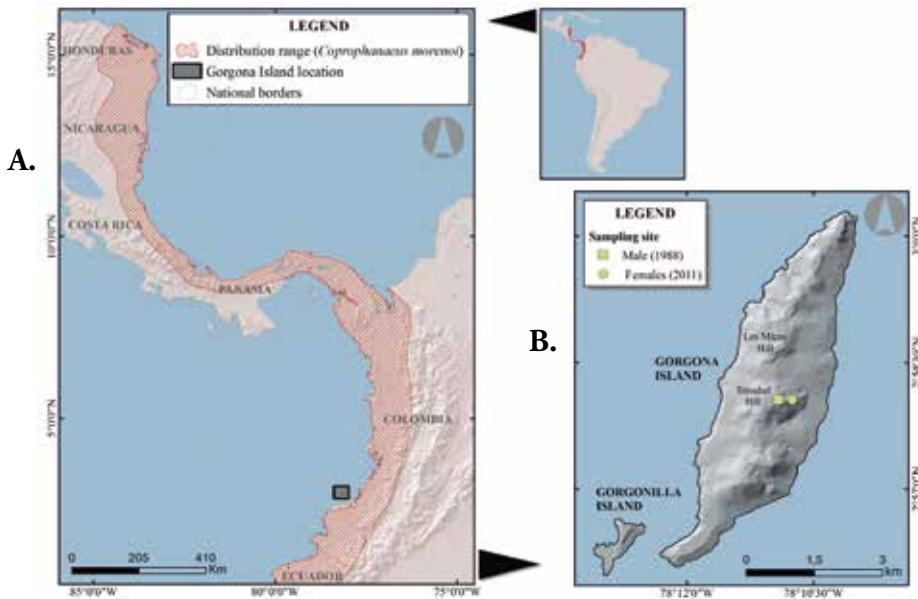 A.
LEGEND
Distribution range (Coprophanaeus morenoi)
Gorgona Island location
National borders
HONDURAS
NICARAGUA
COSTA RICA
PANAMA
COLOMBIA
ECUADOR
15°0'0"N
10°0'0"N
5°0'0"N
0 205 410
Km
85°0'0"W 80°0'0"W 75°0'0"W
B.
LEGEND
Sampling site
Male (1988)
Females (2011)
Hill
GORGONA
ISLAND
Trinidad
Hill
GORGONILLA
ISLAND
0 1,5 3
km
78°12'0"W 78°10'30"W